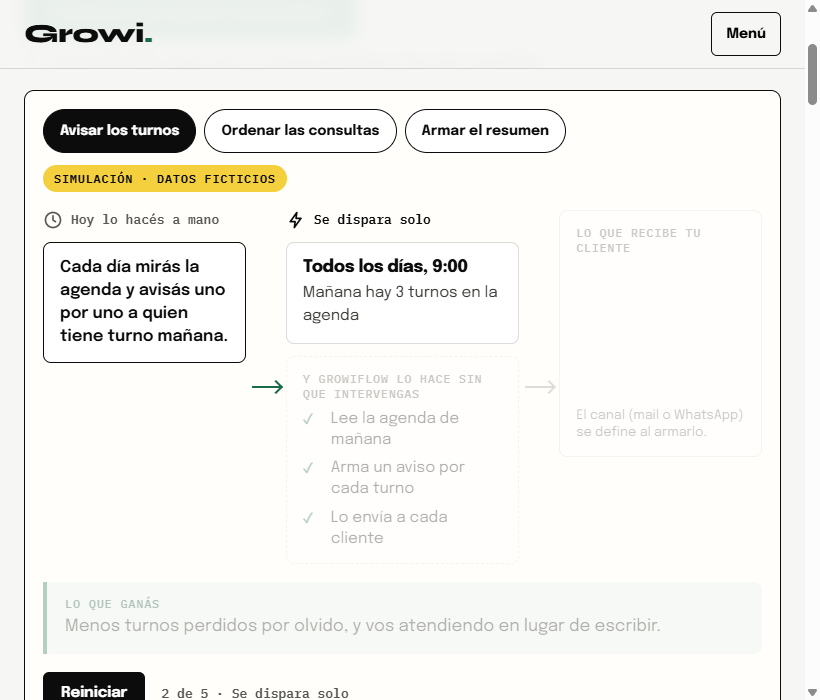 Growi.
Menú
Avisar los turnos
Ordenar las consultas
Armar el resumen
SIMULACIÓN · DATOS FICTICIOS
Hoy lo hacés a mano
Cada día mirás la
agenda y avisás uno
por uno a quien
tiene turno mañana.
Se dispara solo
Todos los días, 9:00
Mañana hay 3 turnos en la
agenda
Y GROWIFLOW LO HACE SIN
QUE INTERVENGAS
✓ Lee la agenda de
mañana
✓ Arma un aviso por
cada turno
✓ Lo envía a cada
cliente
LO QUE RECIBE TU
CLIENTE
El canal (mail o WhatsApp)
se define al armarlo.
LO QUE GANÁS
Menos turnos perdidos por olvido, y vos atendiendo en lugar de escribir.
Reiniciar
2 de 5 · Se dispara solo